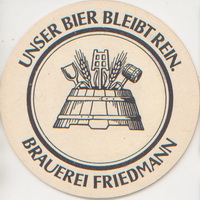 UNSER BIER BLEIBT REIN.
BRAUEREI FRIEDMANN